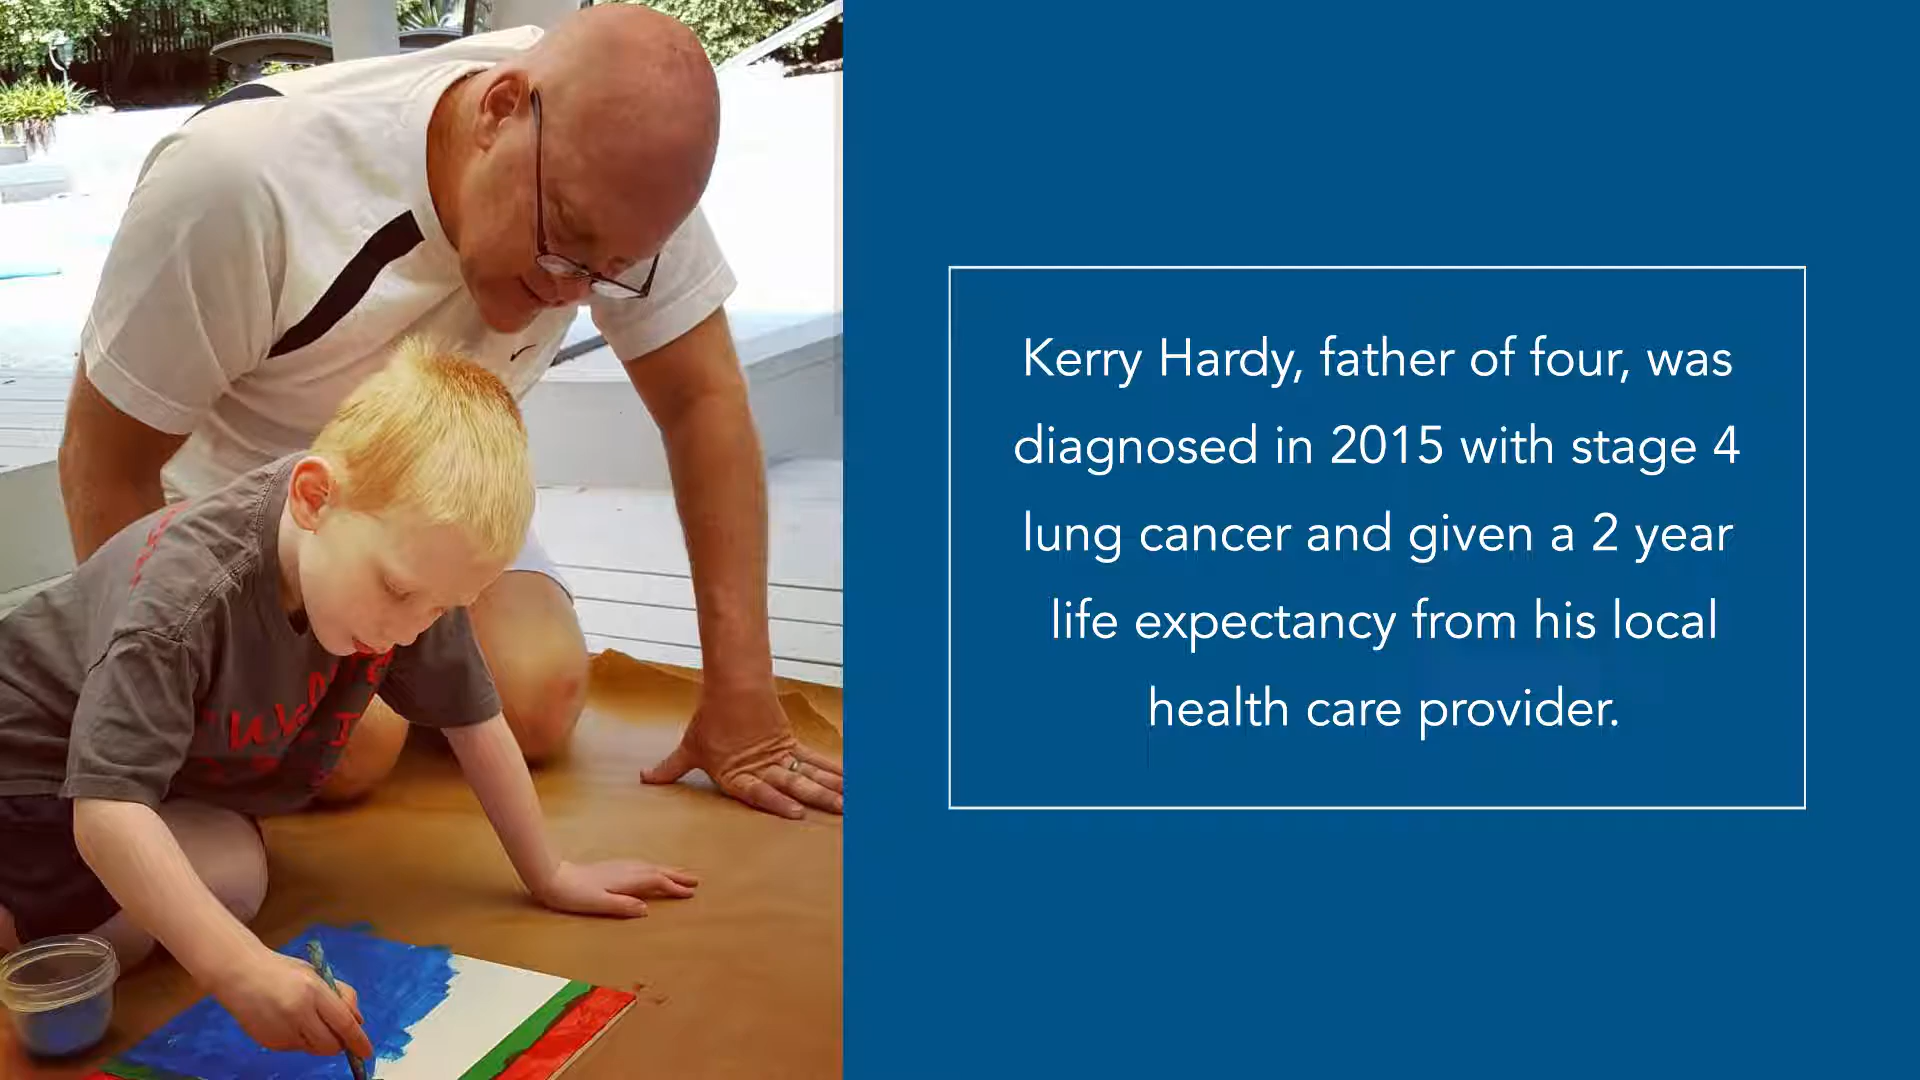 Kerry Hardy, father of four, was
diagnosed in 2015 with stage 4
lung cancer and given a 2 year
life expectancy from his local
health care provider.